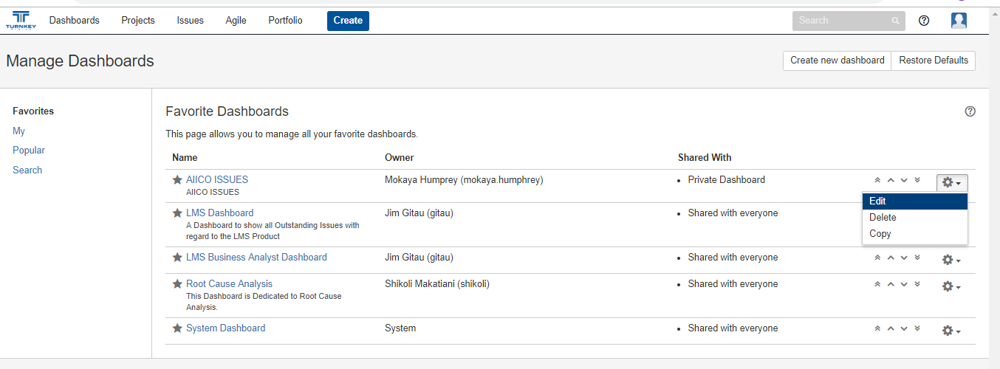 TURNKEY
Dashboards Projects Issues Agile Portfolio Create Search
Manage Dashboards
Create new dashboard Restore Defaults
Favorites
My
Popular
Search
Favorite Dashboards
This page allows you to manage all your favorite dashboards.
Name Owner Shared With
AIICO ISSUES Mokaya Humprey (mokaya.humphrey) • Private Dashboard
AIICO ISSUES
Edit
Delete
Copy
LMS Dashboard Jim Gitau (gitau) • Shared with everyone
A Dashboard to show all Outstanding Issues with
regard to the LMS Product
LMS Business Analyst Dashboard Jim Gitau (gitau) • Shared with everyone
Root Cause Analysis Shikoli Makatiani (shikoli) • Shared with everyone
This Dashboard is Dedicated to Root Cause
Analysis.
System Dashboard System • Shared with everyone